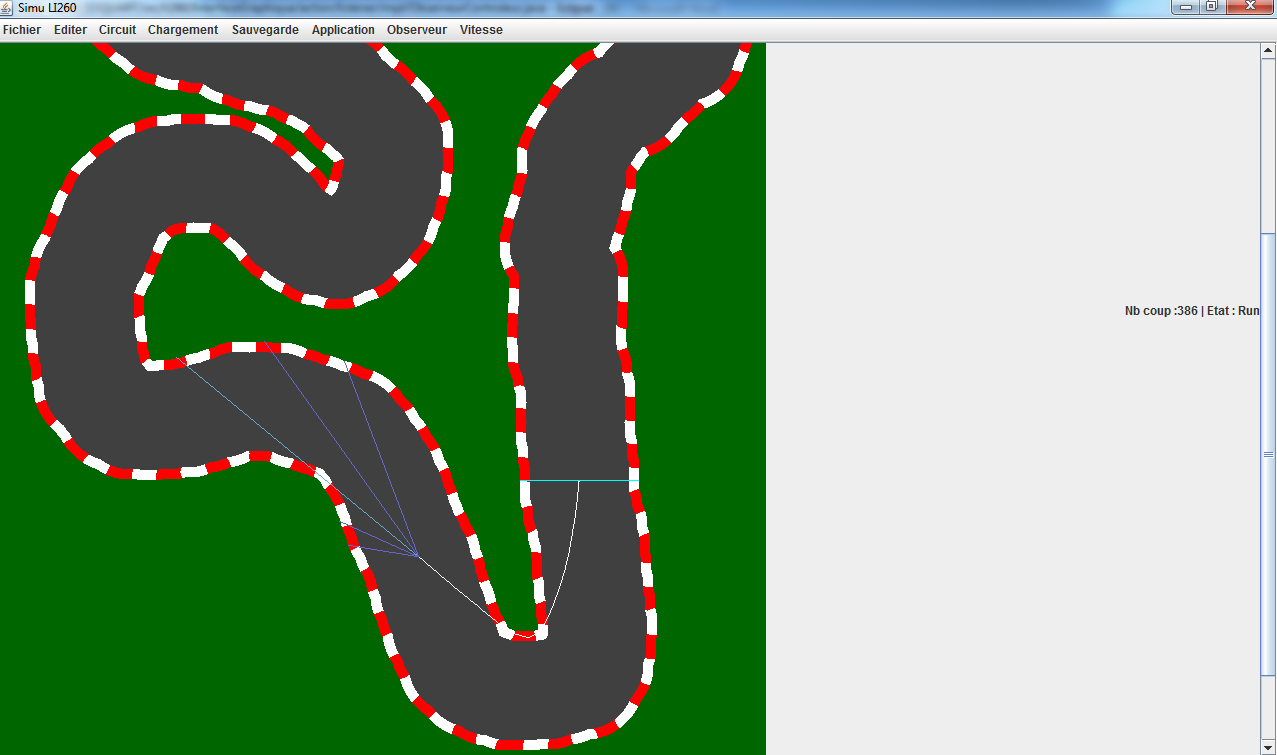 Simu LI260
Fichier Editer Circuit Chargement Sauvegarde Application Observeur Vitesse
Nb coup :386 | Etat : Run